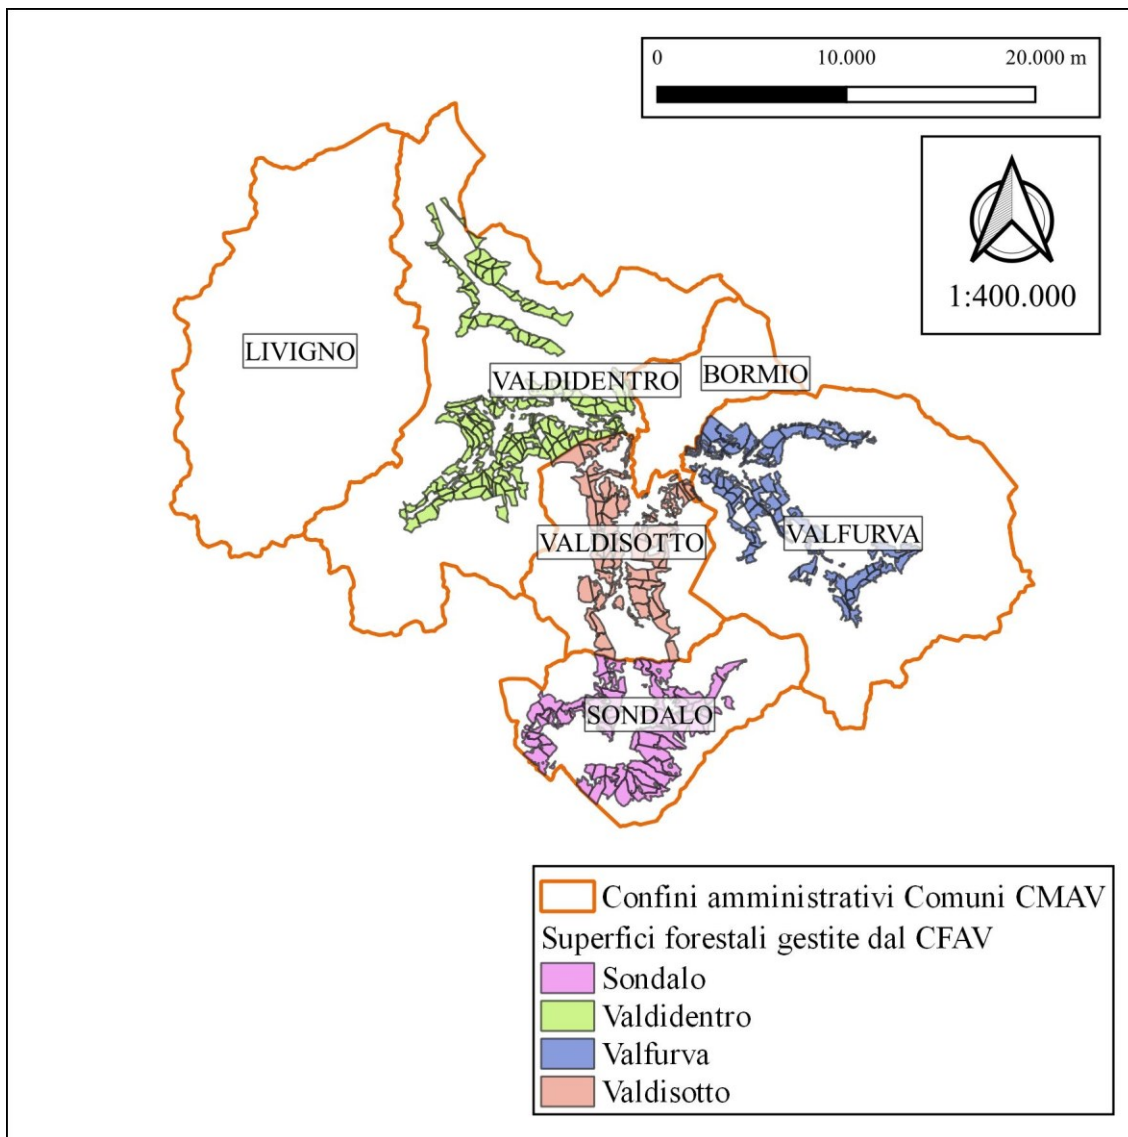 0 10.000 20.000 m
1:400.000
LIVIGNO
VALDIDENTRO
BORMIO
VALDISOTTO
VALFURVA
SONDALO
Confini amministrativi Comuni CMAV
Superfici forestali gestite dal CFAV
Sondalo
Valdidentro
Valfurva
Valdisotto